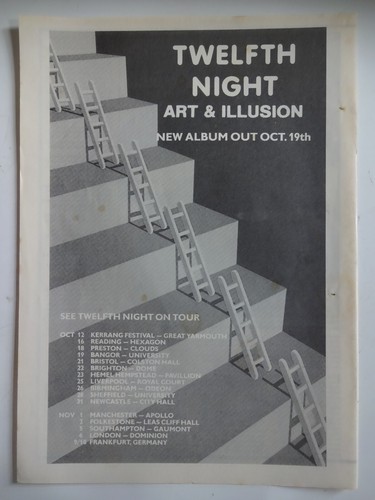 TWELFTH
NIGHT
ART & ILLUSION
NEW ALBUM OUT OCT. 19th
SEE TWELFTH NIGHT ON TOUR
OCT 12 KERRANG FESTIVAL – GREAT YARMOUTH
16 READING – HEXAGON
18 PRESTON – CLOUDS
19 BANGOR – UNIVERSITY
21 BRISTOL – COLSTON HALL
22 BRIGHTON – DOME
23 HEMEL HEMPSTEAD – PAVILION
25 LIVERPOOL – ROYAL COURT
26 BIRMINGHAM – ODEON
SHEFFIELD – UNIVERSITY
31 NEWCASTLE – CITY HALL
NOV 1 MANCHESTER – APOLLO
2 FOLKESTONE – LEAS CLIFF HALL
SOUTHAMPTON – GAUMONT
LONDON – DOMINION
FRANKFURT, GERMANY